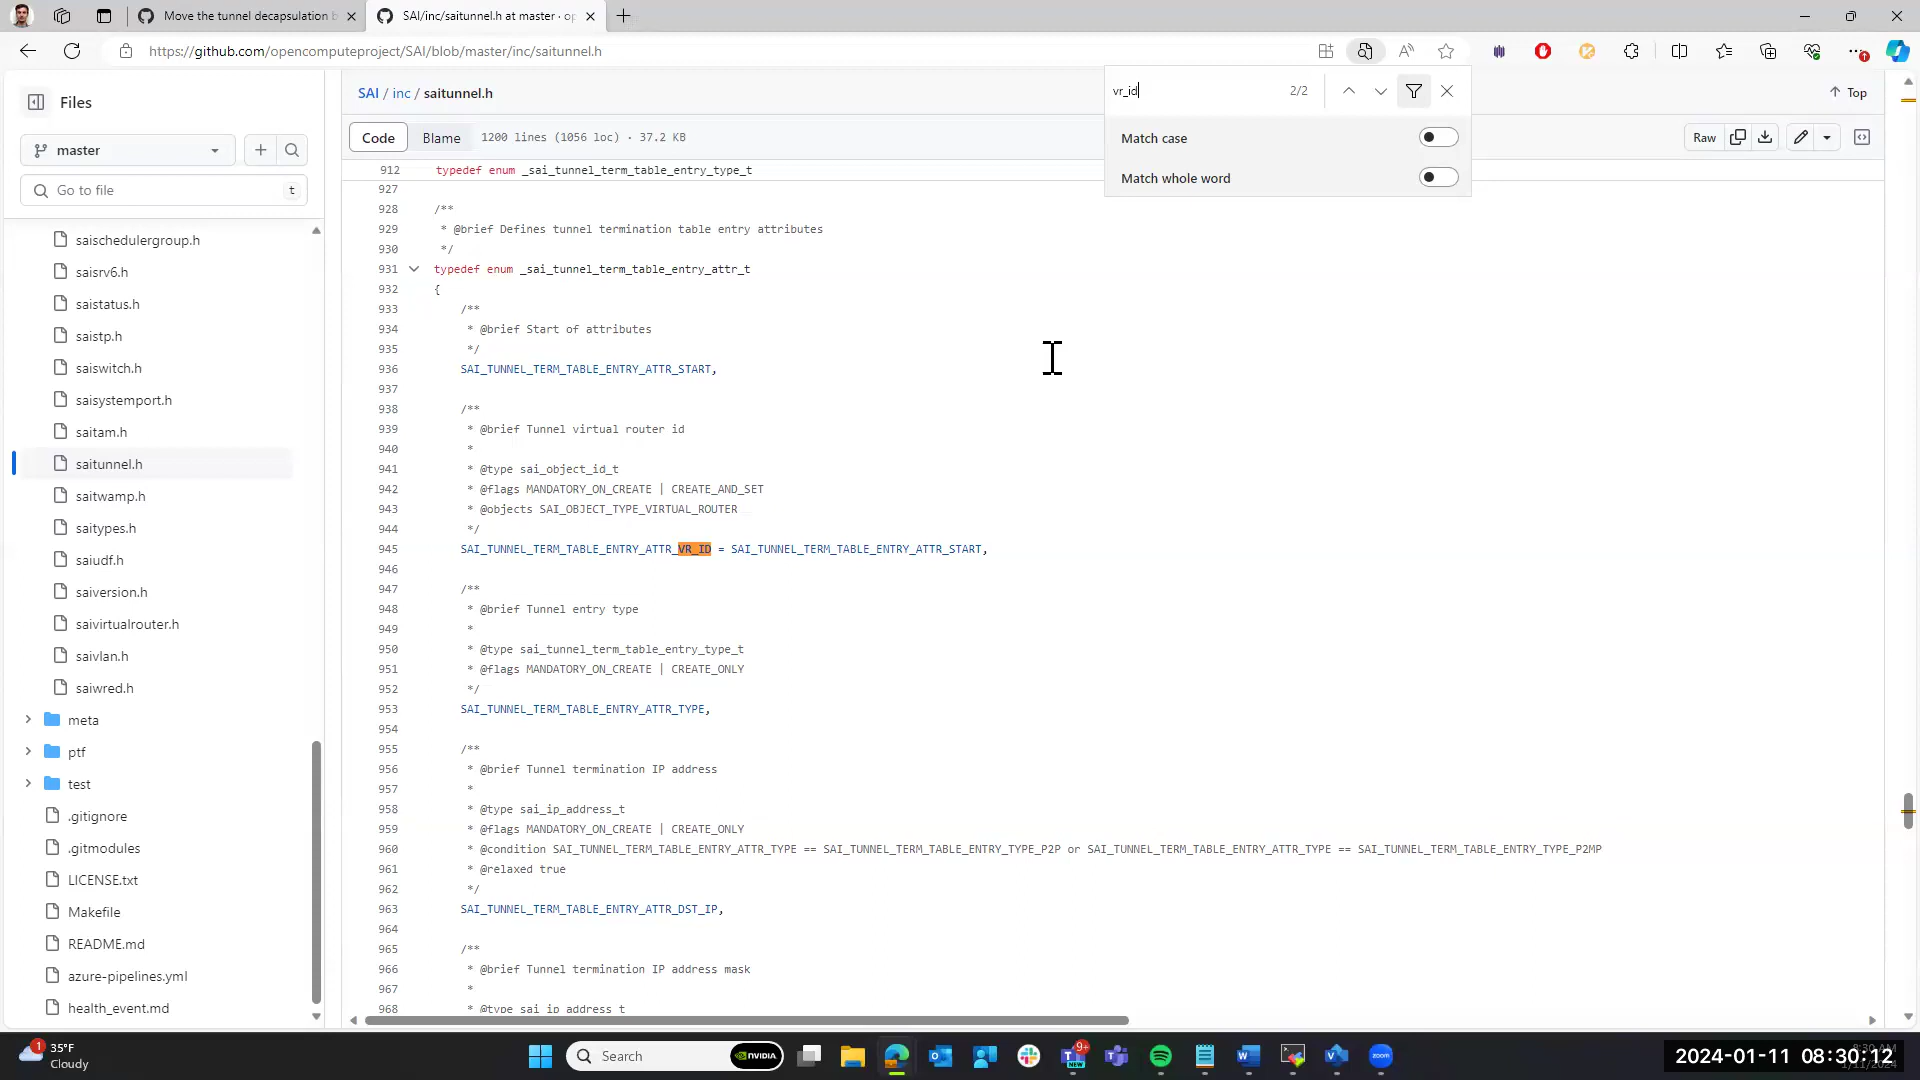 Move the tunnel decapsulation b
SAI/inc/saitunnel.h at master · op
https://github.com/opencomputeproject/SAI/blob/master/inc/saitunnel.h
vr_id
2/2
Match case
Match whole word
Files
master
Go to file
t
saischedulergroup.h
saisrv6.h
saistatus.h
saistp.h
saiswitch.h
saisystemport.h
saitam.h
saitunnel.h
saitwamp.h
saitypes.h
saiudf.h
saiversion.h
saivirtualrouter.h
saivlan.h
saiwred.h
meta
ptf
test
.gitignore
.gitmodules
LICENSE.txt
Makefile
README.md
azure-pipelines.yml
health_event.md
SAI / inc / saitunnel.h
Top
Code
Blame
1200 lines (1056 loc) · 37.2 KB
Raw
912 typedef enum _sai_tunnel_term_table_entry_type_t
927
928 /**
929 * @brief Defines tunnel termination table entry attributes
930 */
931 typedef enum _sai_tunnel_term_table_entry_attr_t
932 {
933 /**
934 * @brief Start of attributes
935 */
936 SAI_TUNNEL_TERM_TABLE_ENTRY_ATTR_START,
937
938 /**
939 * @brief Tunnel virtual router id
940 *
941 * @type sai_object_id_t
942 * @flags MANDATORY_ON_CREATE | CREATE_AND_SET
943 * @objects SAI_OBJECT_TYPE_VIRTUAL_ROUTER
944 */
945 SAI_TUNNEL_TERM_TABLE_ENTRY_ATTR_VR_ID = SAI_TUNNEL_TERM_TABLE_ENTRY_ATTR_START,
946
947 /**
948 * @brief Tunnel entry type
949 *
950 * @type sai_tunnel_term_table_entry_type_t
951 * @flags MANDATORY_ON_CREATE | CREATE_ONLY
952 */
953 SAI_TUNNEL_TERM_TABLE_ENTRY_ATTR_TYPE,
954
955 /**
956 * @brief Tunnel termination IP address
957 *
958 * @type sai_ip_address_t
959 * @flags MANDATORY_ON_CREATE | CREATE_ONLY
960 * @condition SAI_TUNNEL_TERM_TABLE_ENTRY_ATTR_TYPE == SAI_TUNNEL_TERM_TABLE_ENTRY_TYPE_P2P or SAI_TUNNEL_TERM_TABLE_ENTRY_ATTR_TYPE == SAI_TUNNEL_TERM_TABLE_ENTRY_TYPE_P2MP
961 * @relaxed true
962 */
963 SAI_TUNNEL_TERM_TABLE_ENTRY_ATTR_DST_IP,
964
965 /**
966 * @brief Tunnel termination IP address mask
967 *
968 * @type sai_ip_address_t
1
35°F
Cloudy
Search
NVIDIA
9+
NEW
zoom
2024-01-11 08:30:12